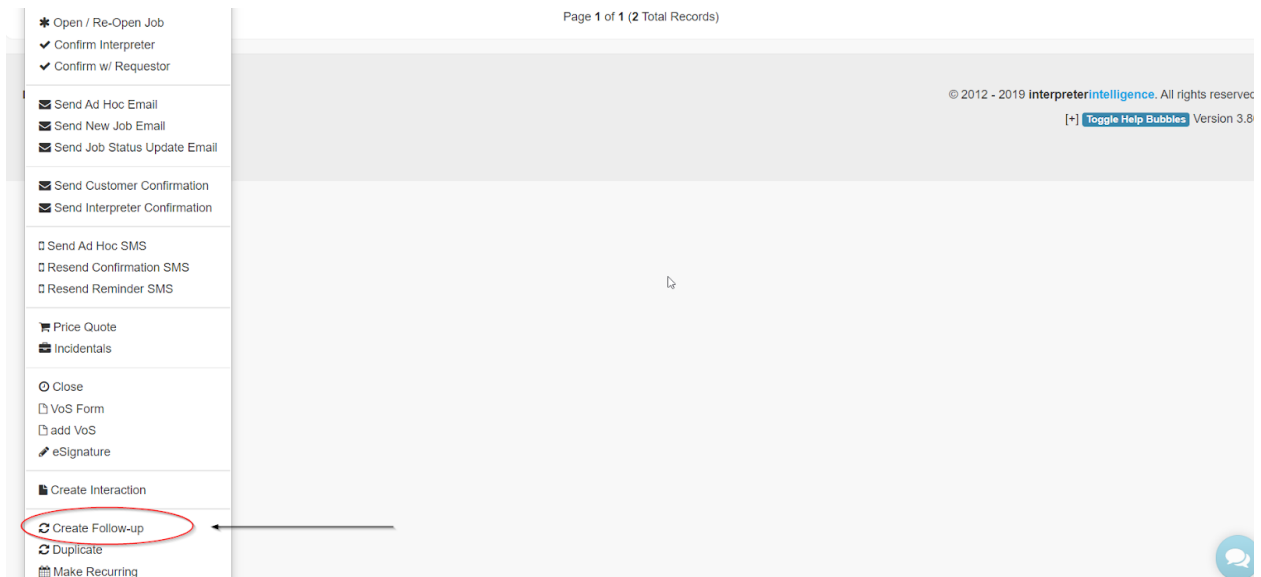 Open / Re-Open Job
Page 1 of 1 (2 Total Records)
Confirm Interpreter
Confirm w/ Requestor
Send Ad Hoc Email
© 2012 - 2019 interpreterintelligence. All rights reserved
Send New Job Email
[+] Toggle Help Bubbles Version 3.8
Send Job Status Update Email
Send Customer Confirmation
Send Interpreter Confirmation
Send Ad Hoc SMS
Resend Confirmation SMS
Resend Reminder SMS
Price Quote
Incidentals
Close
VoS Form
add VoS
eSignature
Create Interaction
Create Follow-up
Duplicate
Make Recurring